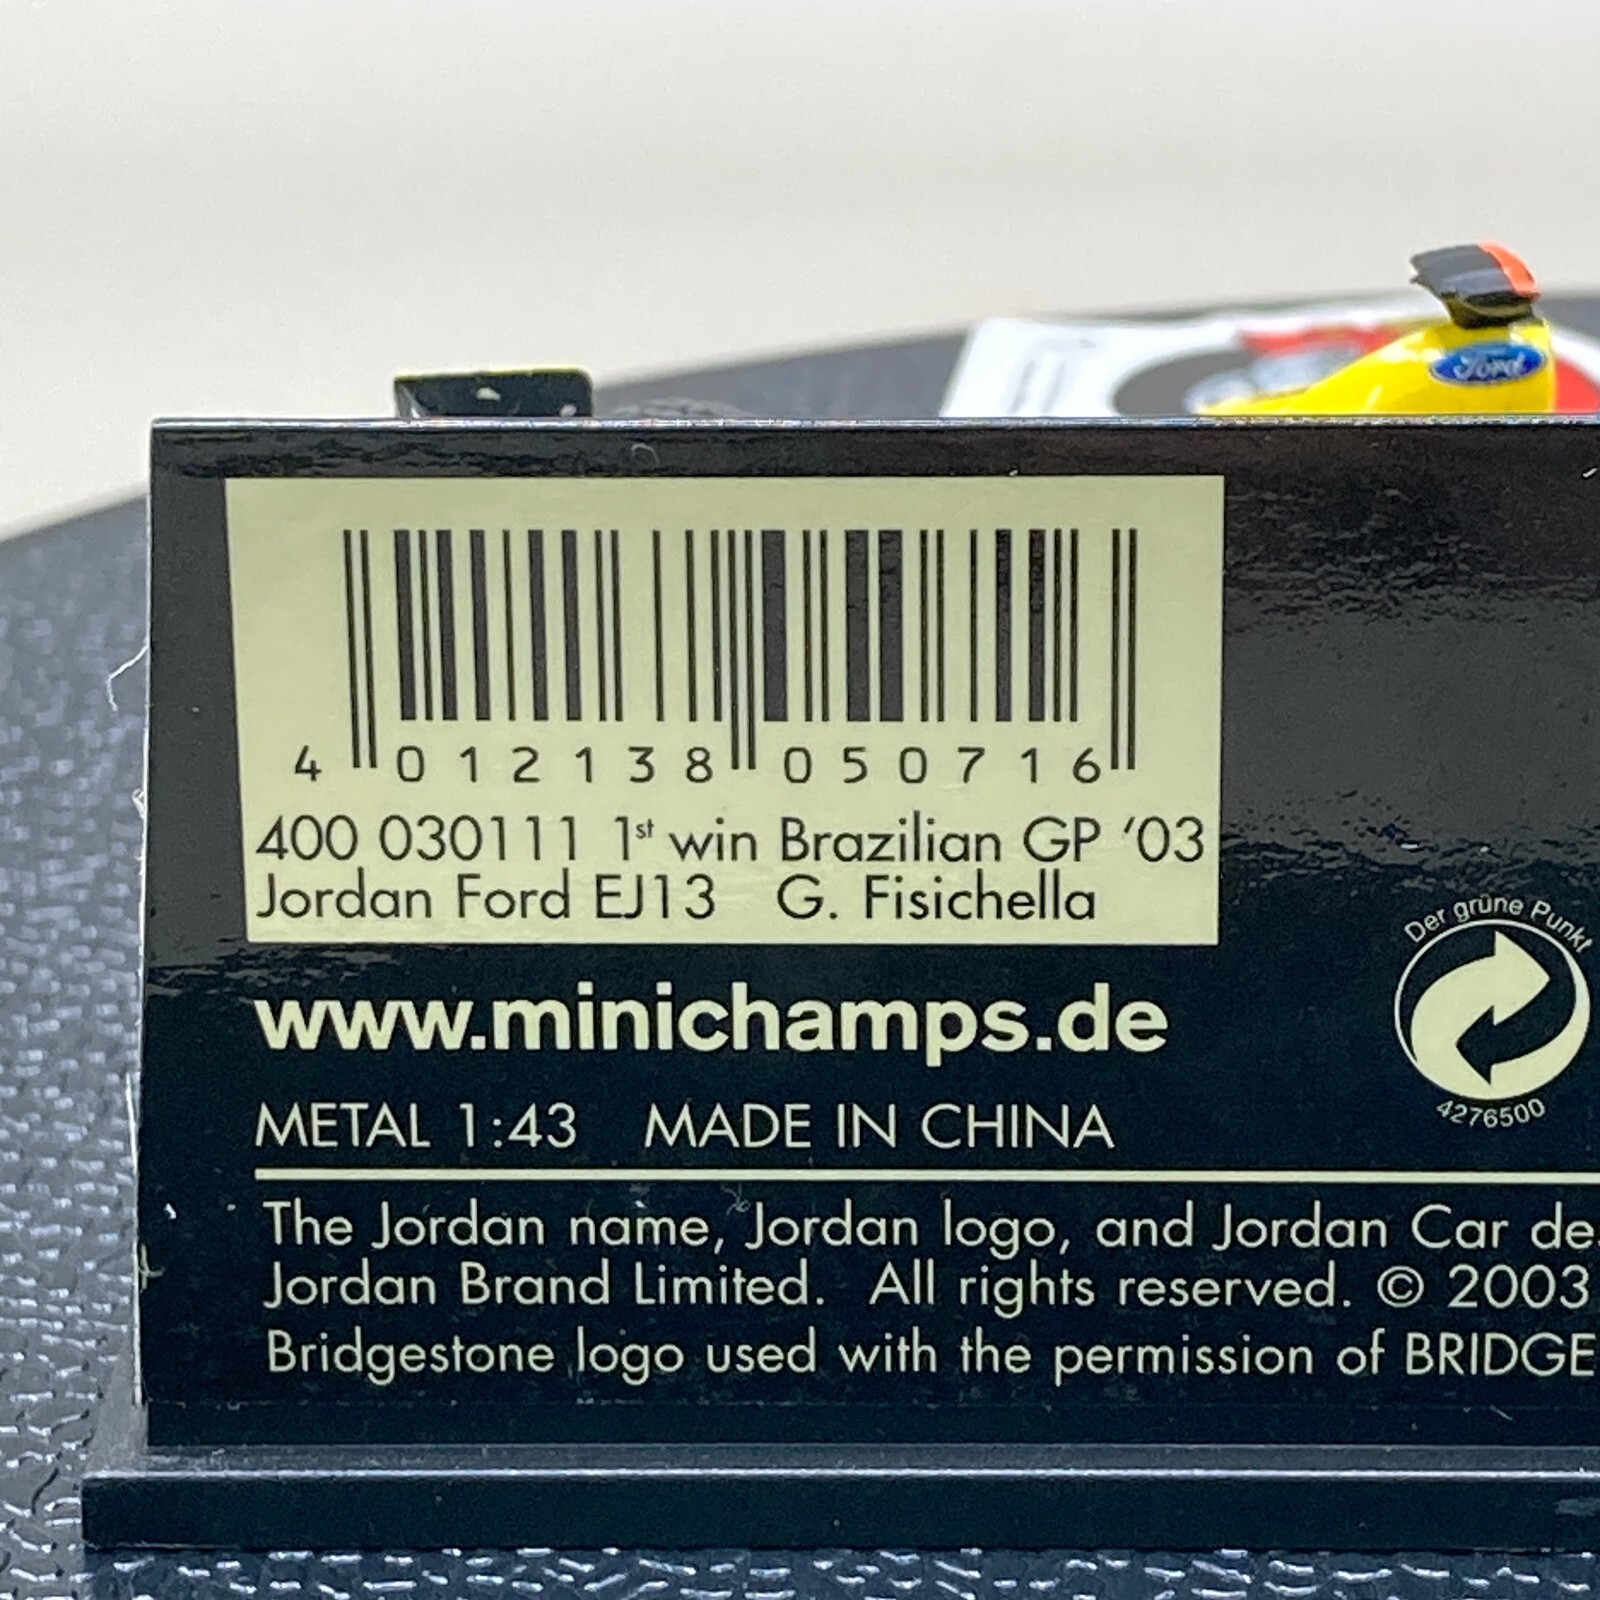 Ford
4 012138 050716
400 030111 1st win Brazilian GP ‘03
Jordan Ford EJ13 G. Fisichella
www.minichamps.de
Der grüne Punkt
4276500
METAL 1:43 MADE IN CHINA
The Jordan name, Jordan logo, and Jordan Car
Jordan Brand Limited. All rights reserved. © 2003
Bridgestone logo used with the permission of